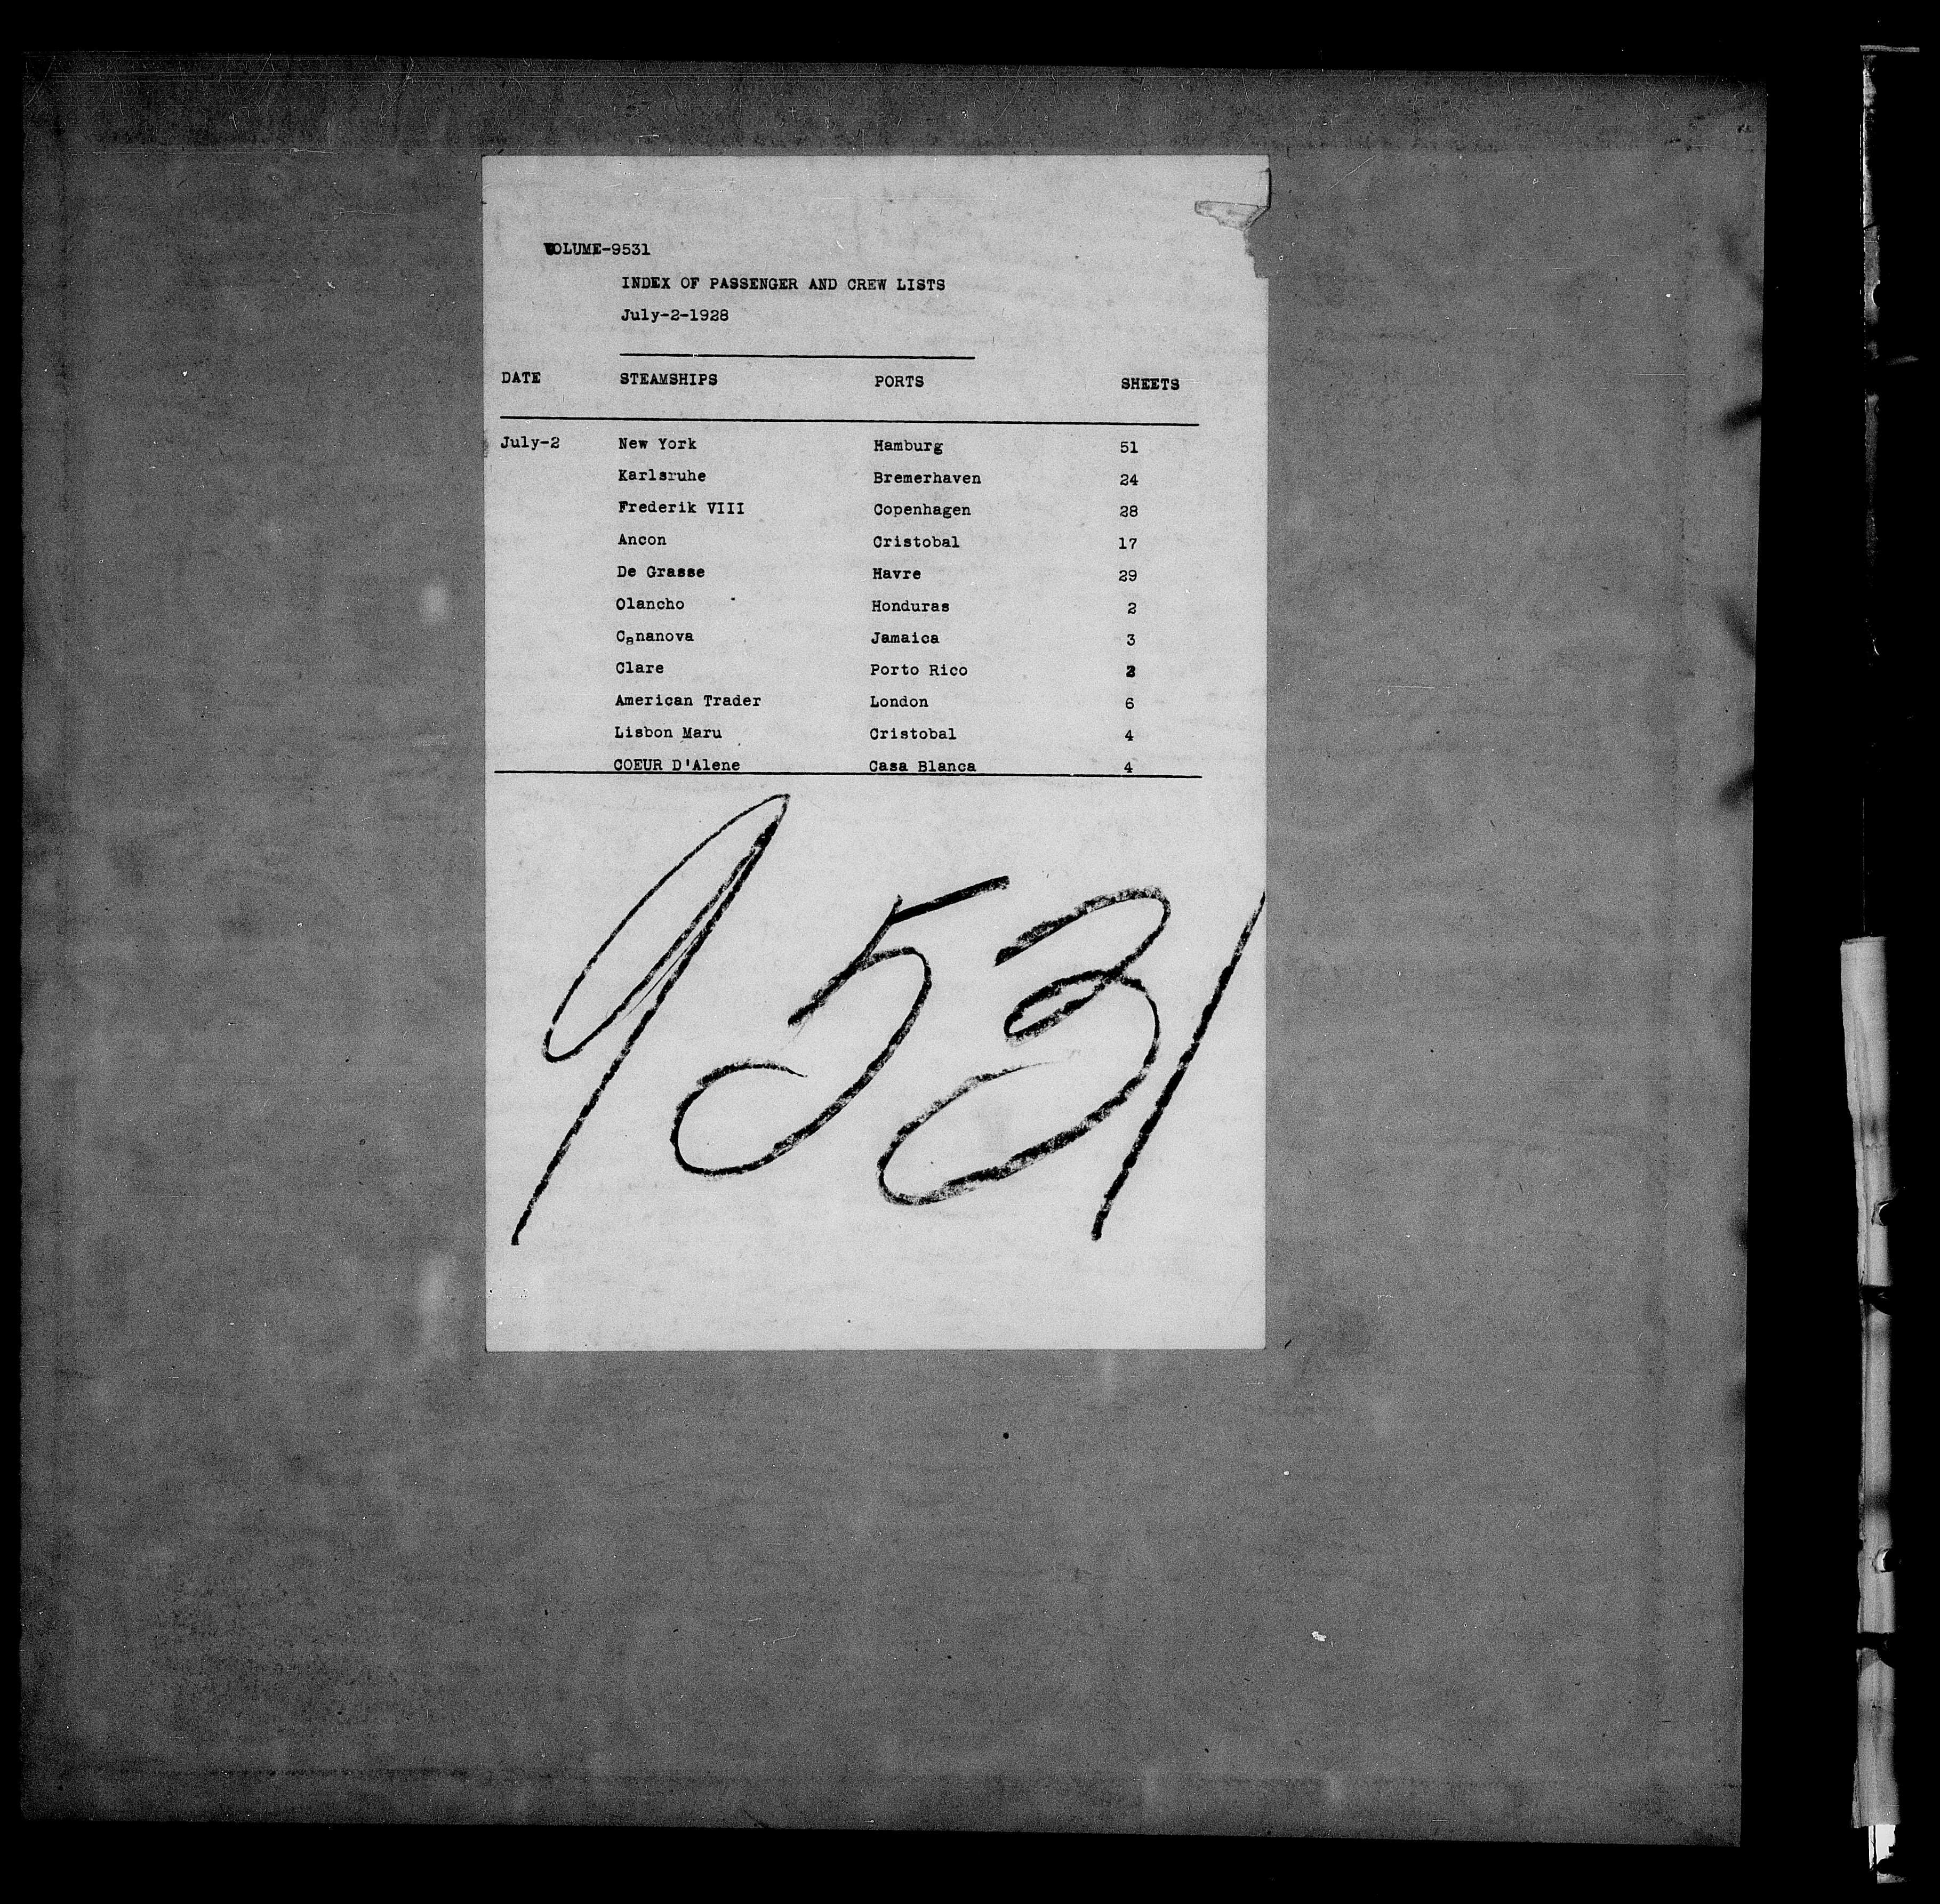 VOLUME-9531
INDEX OF PASSENGER AND CREW LISTS
July-2-1928
DATE STEAMSHIPS PORTS SHEETS
July-2 New York Hamburg 51
Karlsruhe Bremerhaven 24
Frederik VIII Copenhagen 28
Ancon Cristobal 17
De Grasse Havre 29
Olancho Honduras 2
Cananova Jamaica 3
Clare Porto Rico
American Trader London 6
Lisbon Maru Cristobal 4
COEUR D'Alene Casa Blanca 4
9531